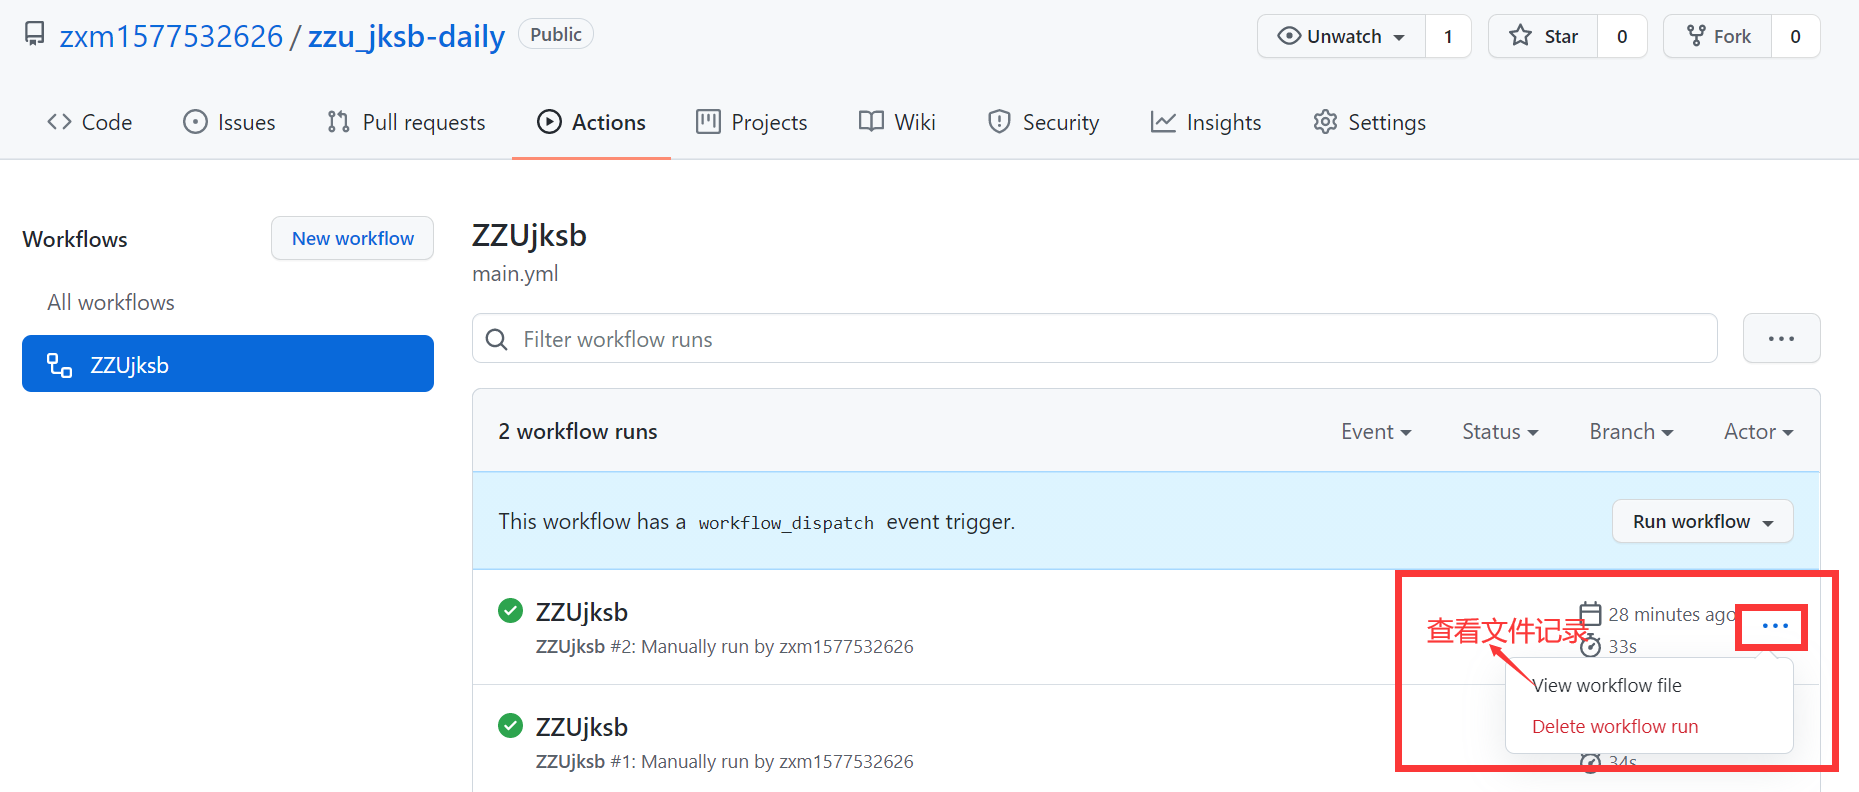 zxm1577532626 / zzu_jksb-daily Public
Unwatch 1 Star 0 Fork 0
Code Issues Pull requests Actions Projects Wiki Security Insights Settings
Workflows New workflow
All workflows
ZZUjksb
ZZUjksb
main.yml
Filter workflow runs
2 workflow runs Event Status Branch Actor
This workflow has a workflow_dispatch event trigger. Run workflow
ZZUjksb
ZZUjksb #2: Manually run by zxm1577532626
28 minutes ago
33s
查看文件记录
View workflow file
Delete workflow run
ZZUjksb
ZZUjksb #1: Manually run by zxm1577532626
34s